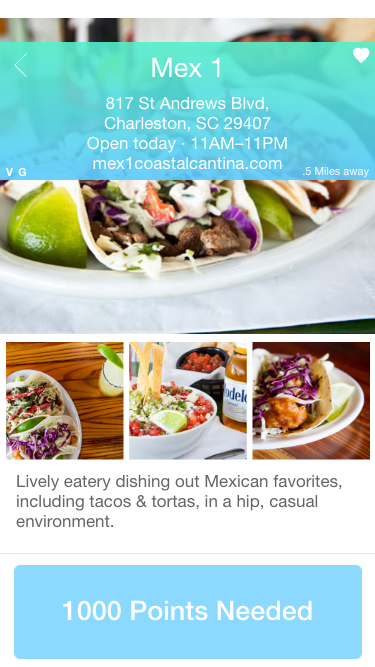 Mex 1
817 St Andrews Blvd,
Charleston, SC 29407
Open today · 11AM–11PM
mex1coastalcantina.com
V G
.5 Miles away
Lively eatery dishing out Mexican favorites,
including tacos & tortas, in a hip, casual
environment.
1000 Points Needed